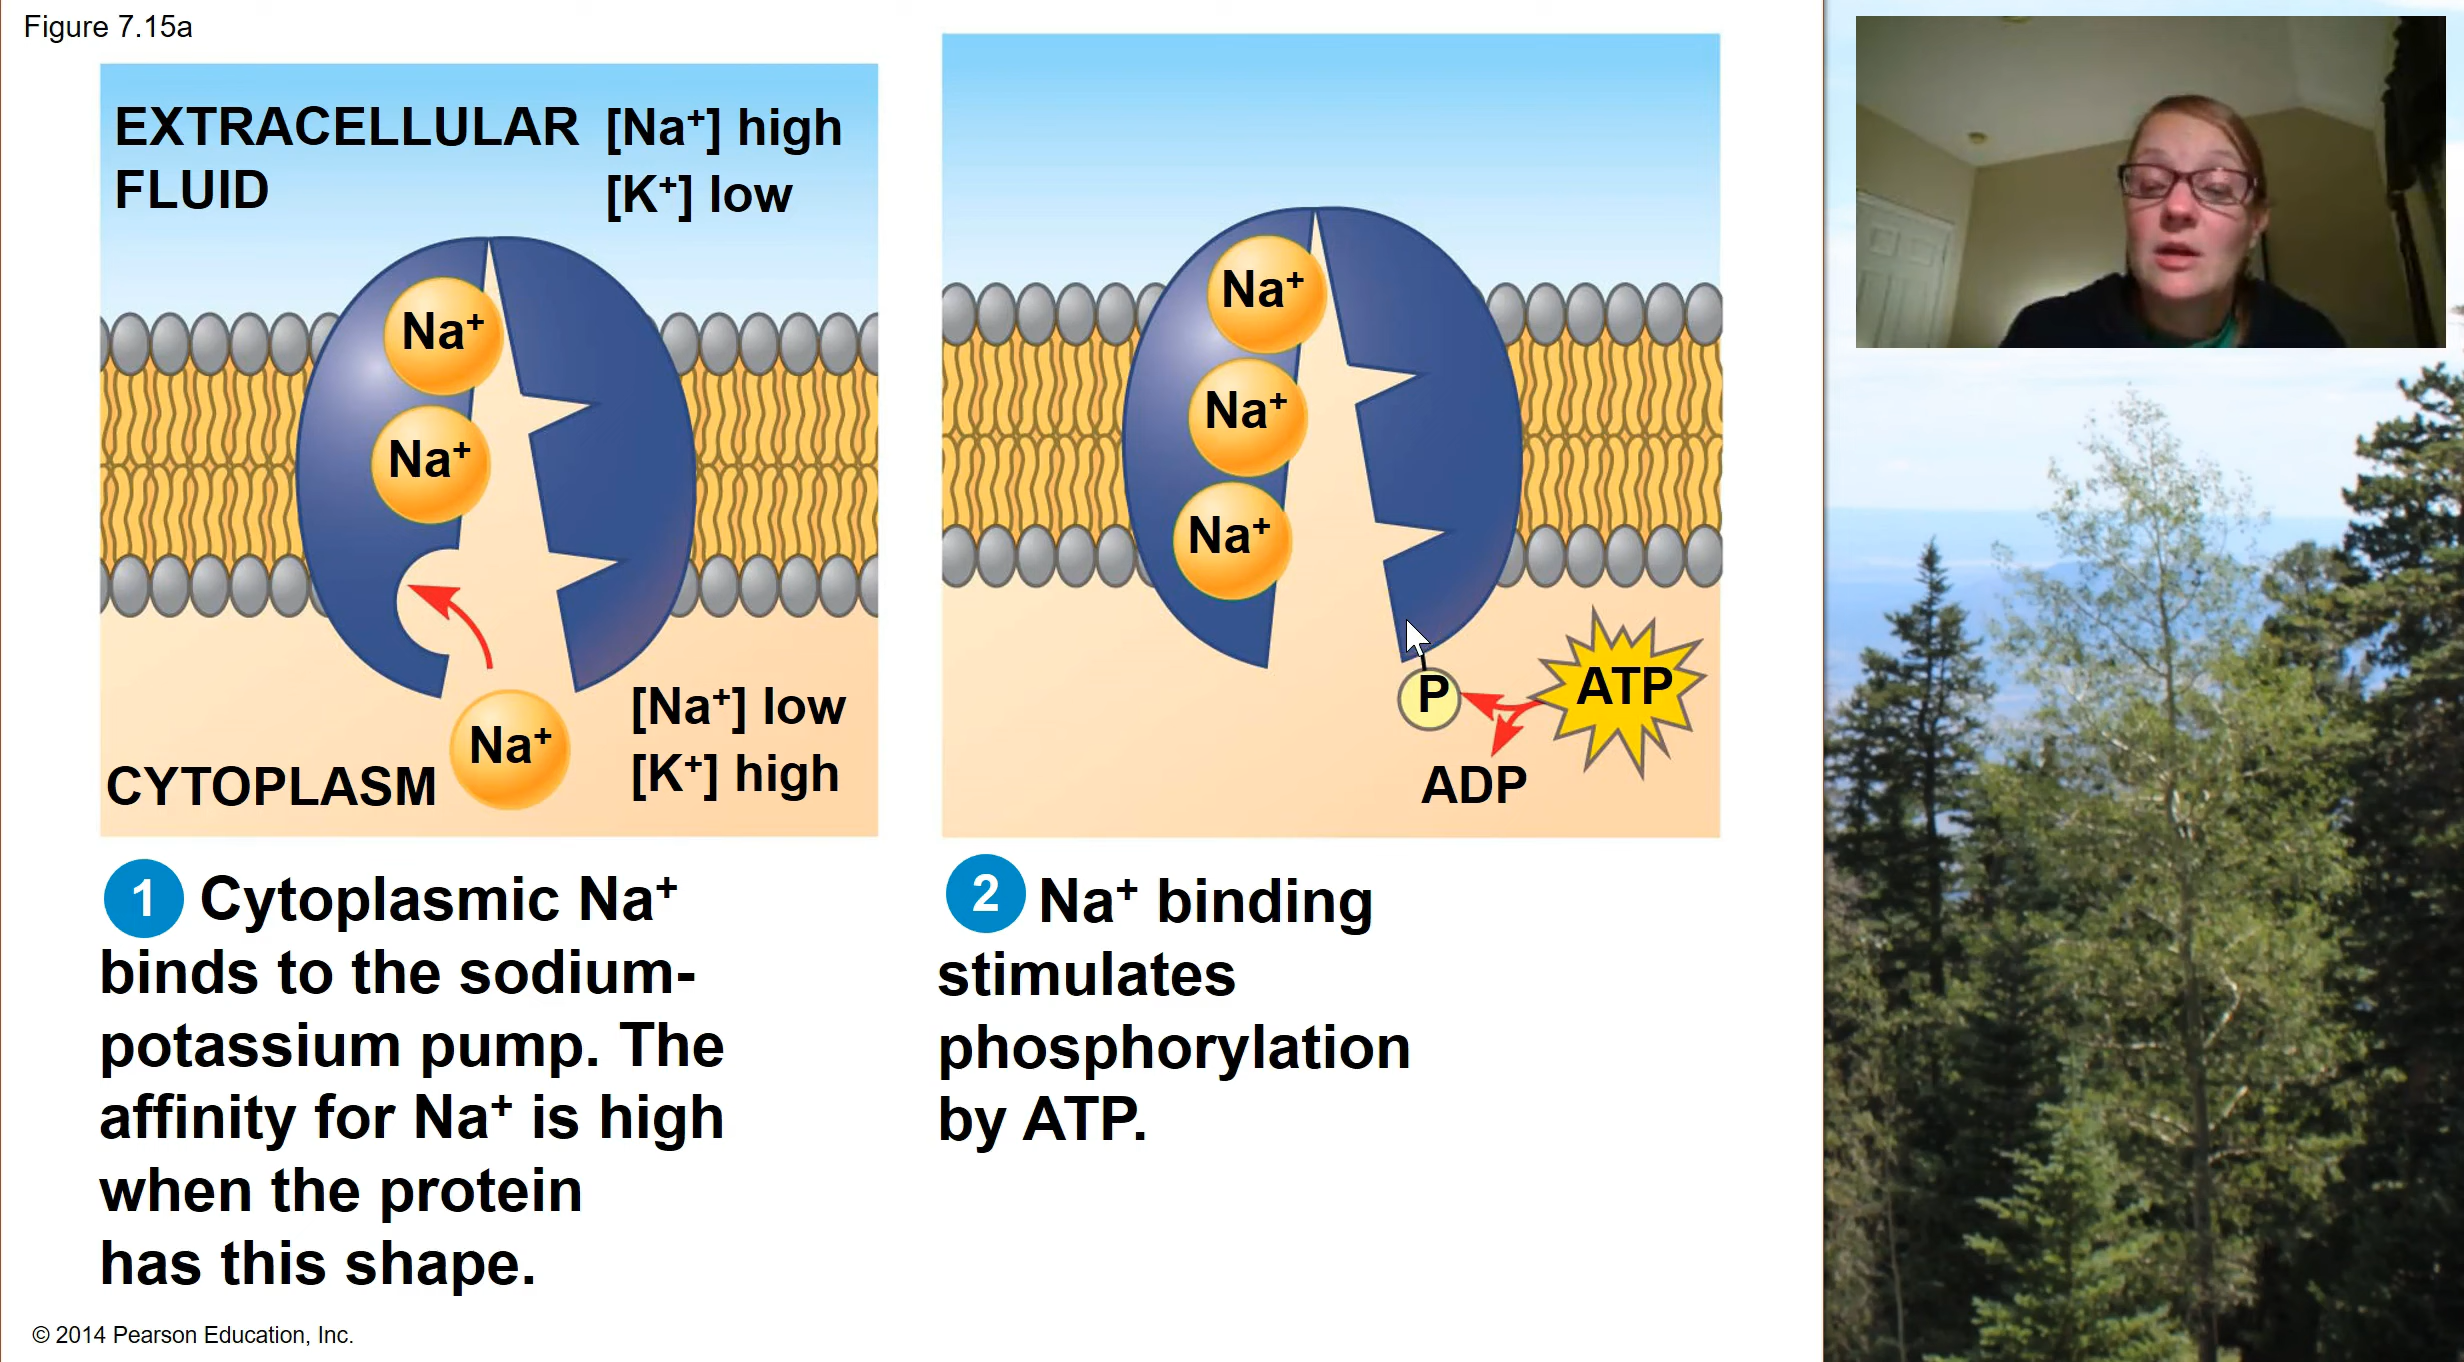 Figure 7.15a
EXTRACELLULAR
FLUID
[Na⁺] high
[K⁺] low
Na⁺
Na⁺
Na⁺
[Na⁺] low
[K⁺] high
CYTOPLASM
1 Cytoplasmic Na⁺
binds to the sodium-
potassium pump. The
affinity for Na⁺ is high
when the protein
has this shape.
Na⁺
Na⁺
Na⁺
P
ATP
ADP
2 Na⁺ binding
stimulates
phosphorylation
by ATP.
© 2014 Pearson Education, Inc.